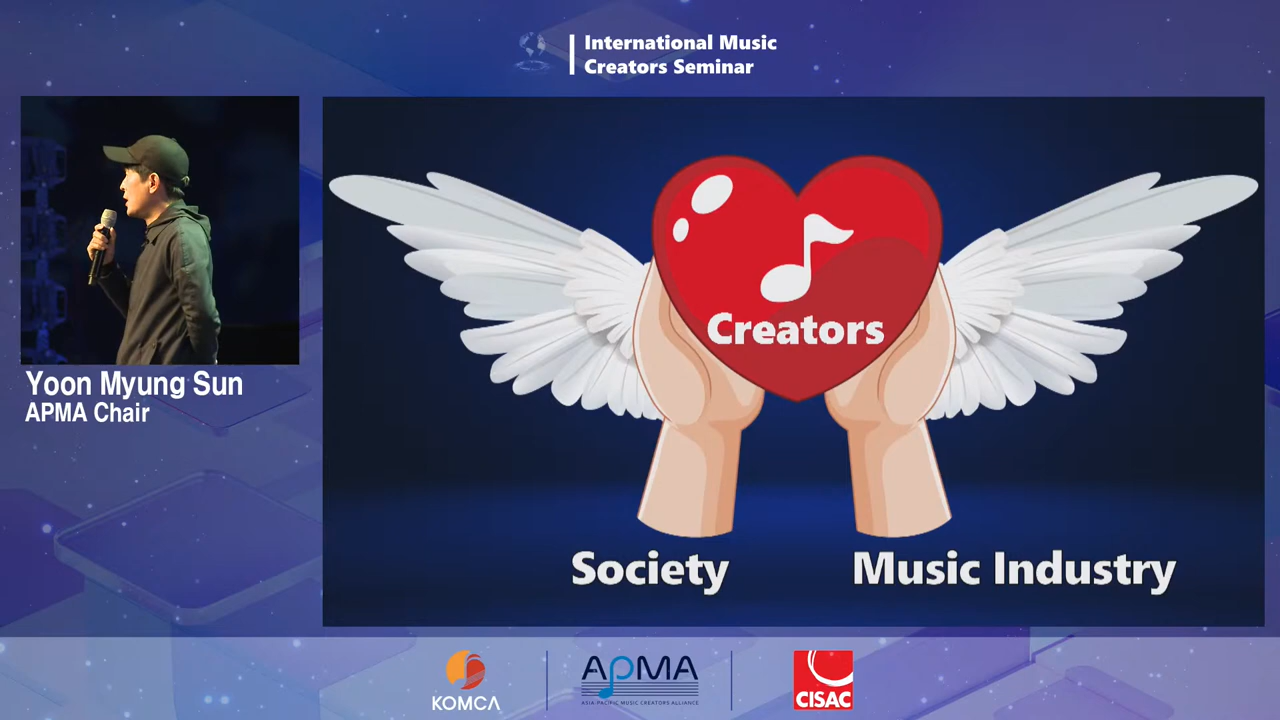 International Music
Creators Seminar
Yoon Myung Sun
APMA Chair
Creators
Society
Music Industry
KOMCA
APMA
ASIA-PACIFIC MUSIC CREATORS ALLIANCE
CISAC